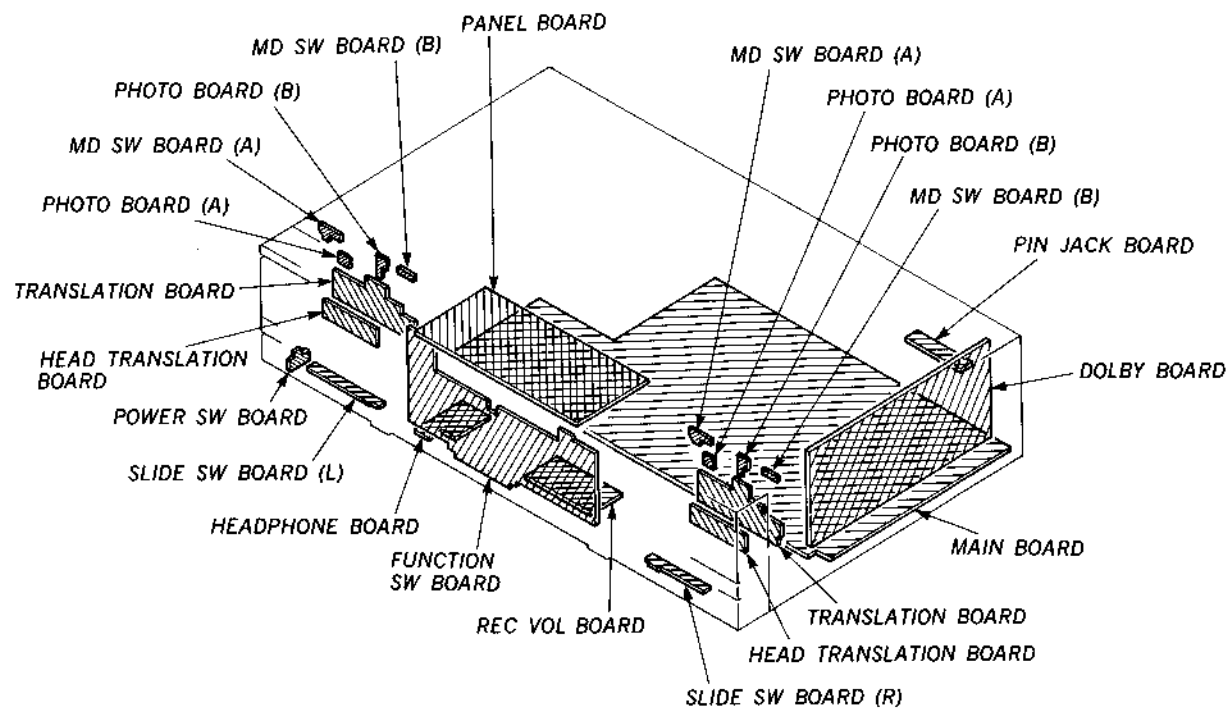 PANEL BOARD
MD SW BOARD (B)
MD SW BOARD (A)
PHOTO BOARD (B)
PHOTO BOARD (A)
MD SW BOARD (A)
PHOTO BOARD (B)
PHOTO BOARD (A)
MD SW BOARD (B)
PIN JACK BOARD
TRANSLATION BOARD
HEAD TRANSLATION
BOARD
DOLBY BOARD
POWER SW BOARD
SLIDE SW BOARD (L)
HEADPHONE BOARD
FUNCTION
SW BOARD
MAIN BOARD
REC VOL BOARD
TRANSLATION BOARD
HEAD TRANSLATION BOARD
SLIDE SW BOARD (R)